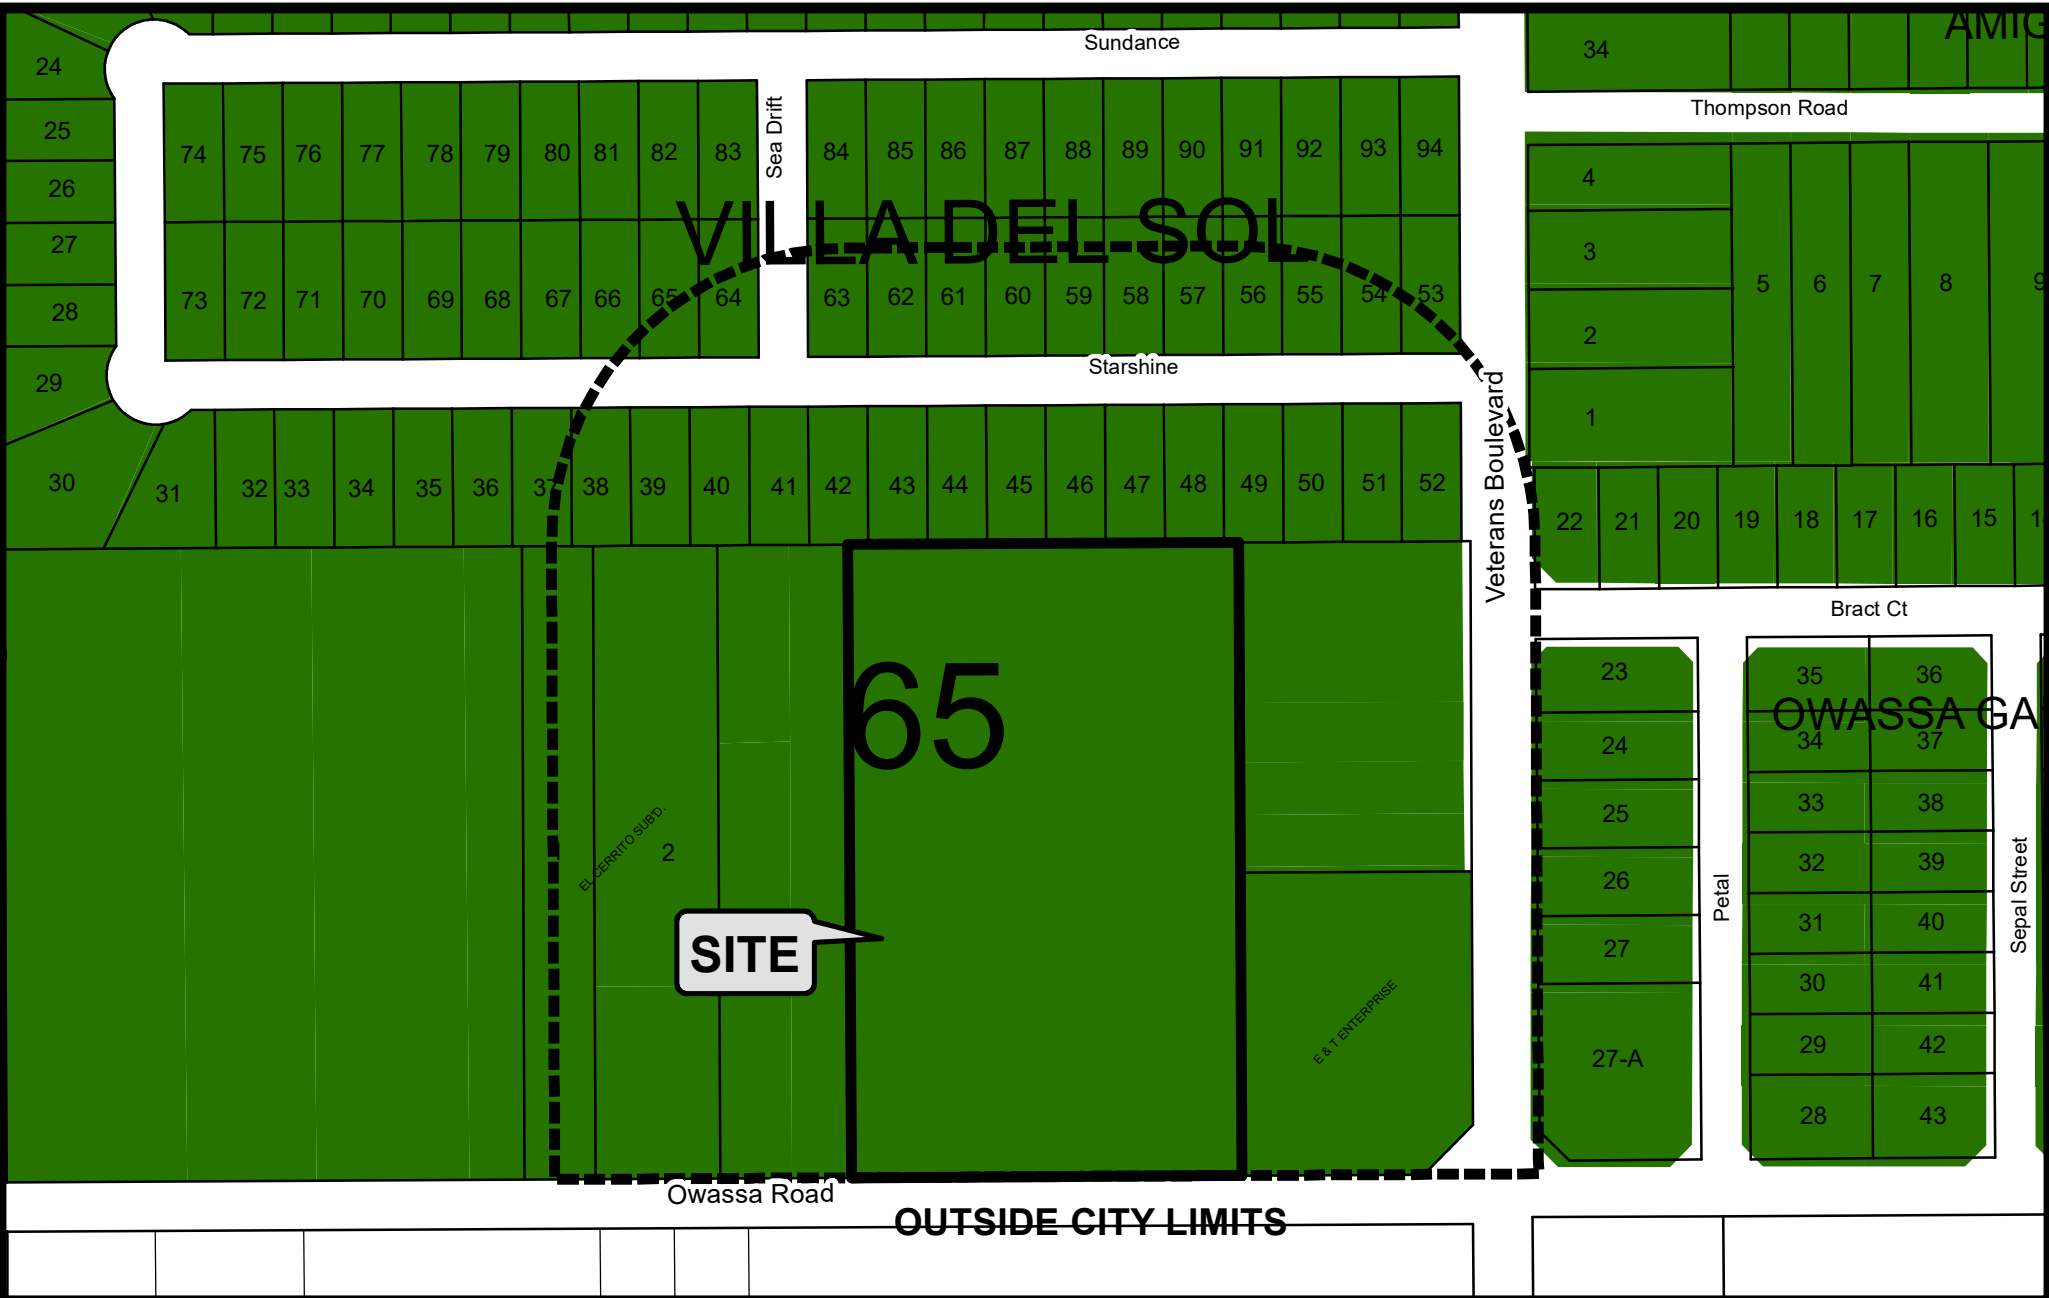 AMIG
Sundance
34
24
Thompson Road
25
Sea Drift
74 75 76 77 78 79 80 81 82 83
84 85 86 87 88 89 90 91 92 93 94
4
26
VILLA DEL SOL
27
3
28
73 72 71 70 69 68 67 66 65 64
63 62 61 60 59 58 57 56 55 54 53
5 6 7 8 9
2
Starshine
29
1
Veterans Boulevard
30
31 32 33 34 35 36 37 38 39 40 41 42 43 44 45 46 47 48 49 50 51 52
22 21 20 19 18 17 16 15
Bract Ct
65
23
35 36
OWASSA GA
24
34 37
25
33 38
EL CERRITO SUB'D.
2
32 39
26
Petal
Sepal Street
31 40
27
SITE
30 41
E & T ENTERPRISE
27-A
29 42
28 43
Owassa Road
OUTSIDE CITY LIMITS